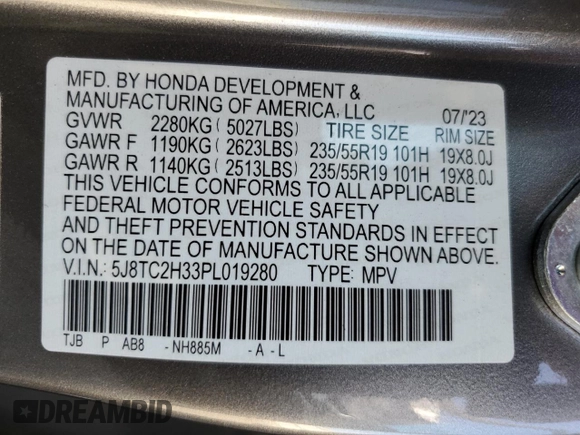 MFD. BY HONDA DEVELOPMENT &
MANUFACTURING OF AMERICA, LLC 07/'23
GVWR 2280KG ( 5027LBS) TIRE SIZE RIM SIZE
GAWR F 1190KG ( 2623LBS) 235/55R19 101H 19X8.0J
GAWR R 1140KG ( 2513LBS) 235/55R19 101H 19X8.0J
THIS VEHICLE CONFORMS TO ALL APPLICABLE
FEDERAL MOTOR VEHICLE SAFETY
AND THEFT PREVENTION STANDARDS IN EFFECT
ON THE DATE OF MANUFACTURE SHOWN ABOVE.
V.I.N.: 5J8TC2H33PL019280 TYPE: MPV
TJB P AB8 -NH885M -A-L
DREAMBID